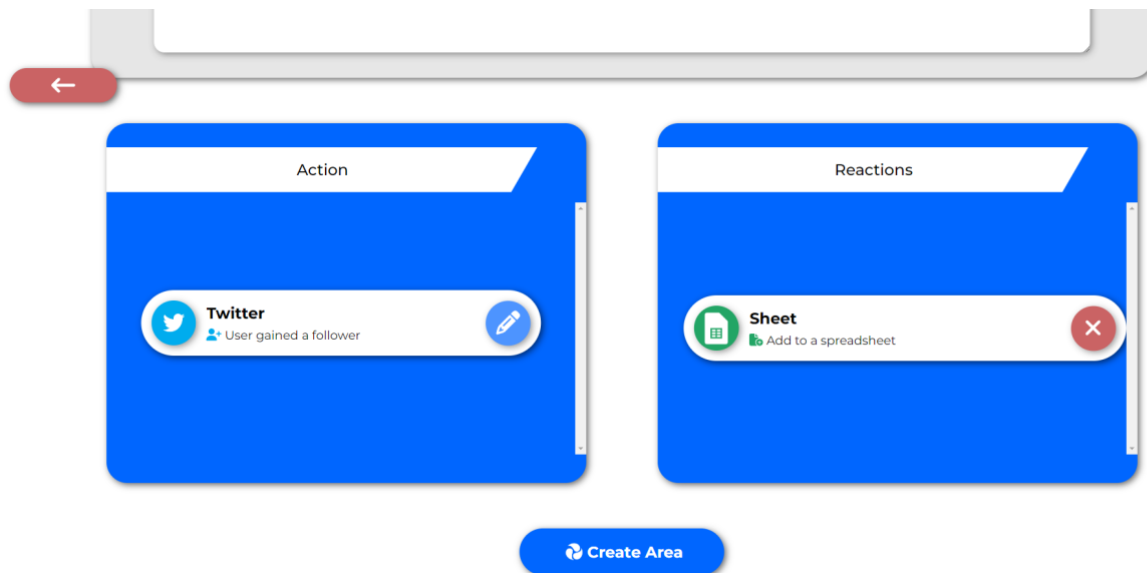 Action
Reactions
Twitter
User gained a follower
Sheet
Add to a spreadsheet
Create Area